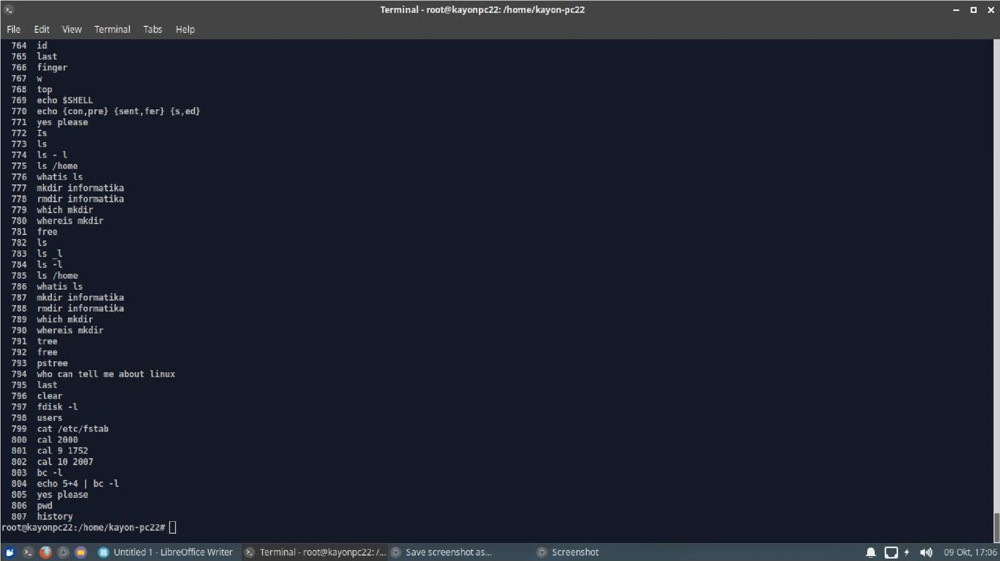 Terminal - root@kayonpc22: /home/kayon-pc22
File Edit View Terminal Tabs Help
764 id
765 last
766 finger
767 w
768 top
769 echo $SHELL
770 echo {con,pre} {sent,fer} {s,ed}
771 yes please
772 Is
773 ls
774 ls - l
775 ls /home
776 whatis ls
777 mkdir informatika
778 rmdir informatika
779 which mkdir
780 whereis mkdir
781 free
782 ls
783 ls _l
784 ls -l
785 ls /home
786 whatis ls
787 mkdir informatika
788 rmdir informatika
789 which mkdir
790 whereis mkdir
791 tree
792 free
793 pstree
794 who can tell me about linux
795 last
796 clear
797 fdisk -l
798 users
799 cat /etc/fstab
800 cal 2000
801 cal 9 1752
802 cal 10 2007
803 bc -l
804 echo 5+4 | bc -l
805 yes please
806 pwd
807 history
root@kayonpc22:/home/kayon-pc22#
Untitled 1 - LibreOffice Writer Terminal - root@kayonpc22: /... Save screenshot as... Screenshot 09 Okt, 17:06